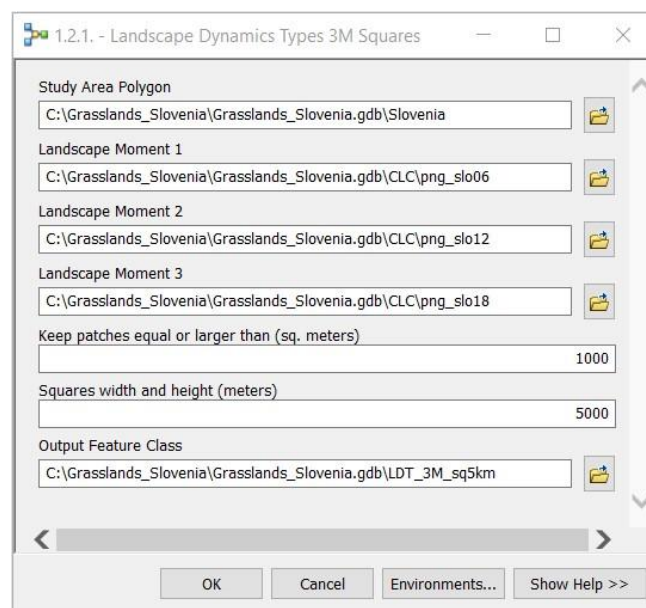 1.2.1. - Landscape Dynamics Types 3M Squares
Study Area Polygon
C:\Grasslands_Slovenia\Grasslands_Slovenia.gdb\Slovenia
Landscape Moment 1
C:\Grasslands_Slovenia\Grasslands_Slovenia.gdb\CLC\png_slo06
Landscape Moment 2
C:\Grasslands_Slovenia\Grasslands_Slovenia.gdb\CLC\png_slo12
Landscape Moment 3
C:\Grasslands_Slovenia\Grasslands_Slovenia.gdb\CLC\png_slo18
Keep patches equal or larger than (sq. meters)
1000
Squares width and height (meters)
5000
Output Feature Class
C:\Grasslands_Slovenia\Grasslands_Slovenia.gdb\LDT_3M_sq5km
OK Cancel Environments... Show Help >>